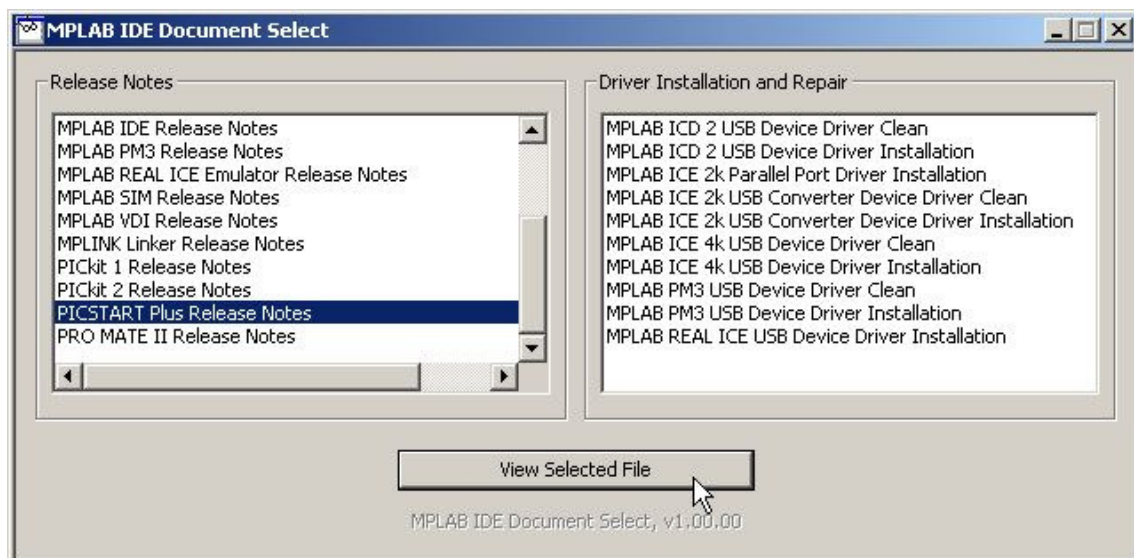 MPLAB IDE Document Select
Release Notes
MPLAB IDE Release Notes
MPLAB PM3 Release Notes
MPLAB REAL ICE Emulator Release Notes
MPLAB SIM Release Notes
MPLAB VDI Release Notes
MPLINK Linker Release Notes
PICkit 1 Release Notes
PICkit 2 Release Notes
PICSTART Plus Release Notes
PRO MATE II Release Notes
Driver Installation and Repair
MPLAB ICD 2 USB Device Driver Clean
MPLAB ICD 2 USB Device Driver Installation
MPLAB ICE 2k Parallel Port Driver Installation
MPLAB ICE 2k USB Converter Device Driver Clean
MPLAB ICE 2k USB Converter Device Driver Installation
MPLAB ICE 4k USB Device Driver Clean
MPLAB ICE 4k USB Device Driver Installation
MPLAB PM3 USB Device Driver Clean
MPLAB PM3 USB Device Driver Installation
MPLAB REAL ICE USB Device Driver Installation
View Selected File
MPLAB IDE Document Select, v1.00.00